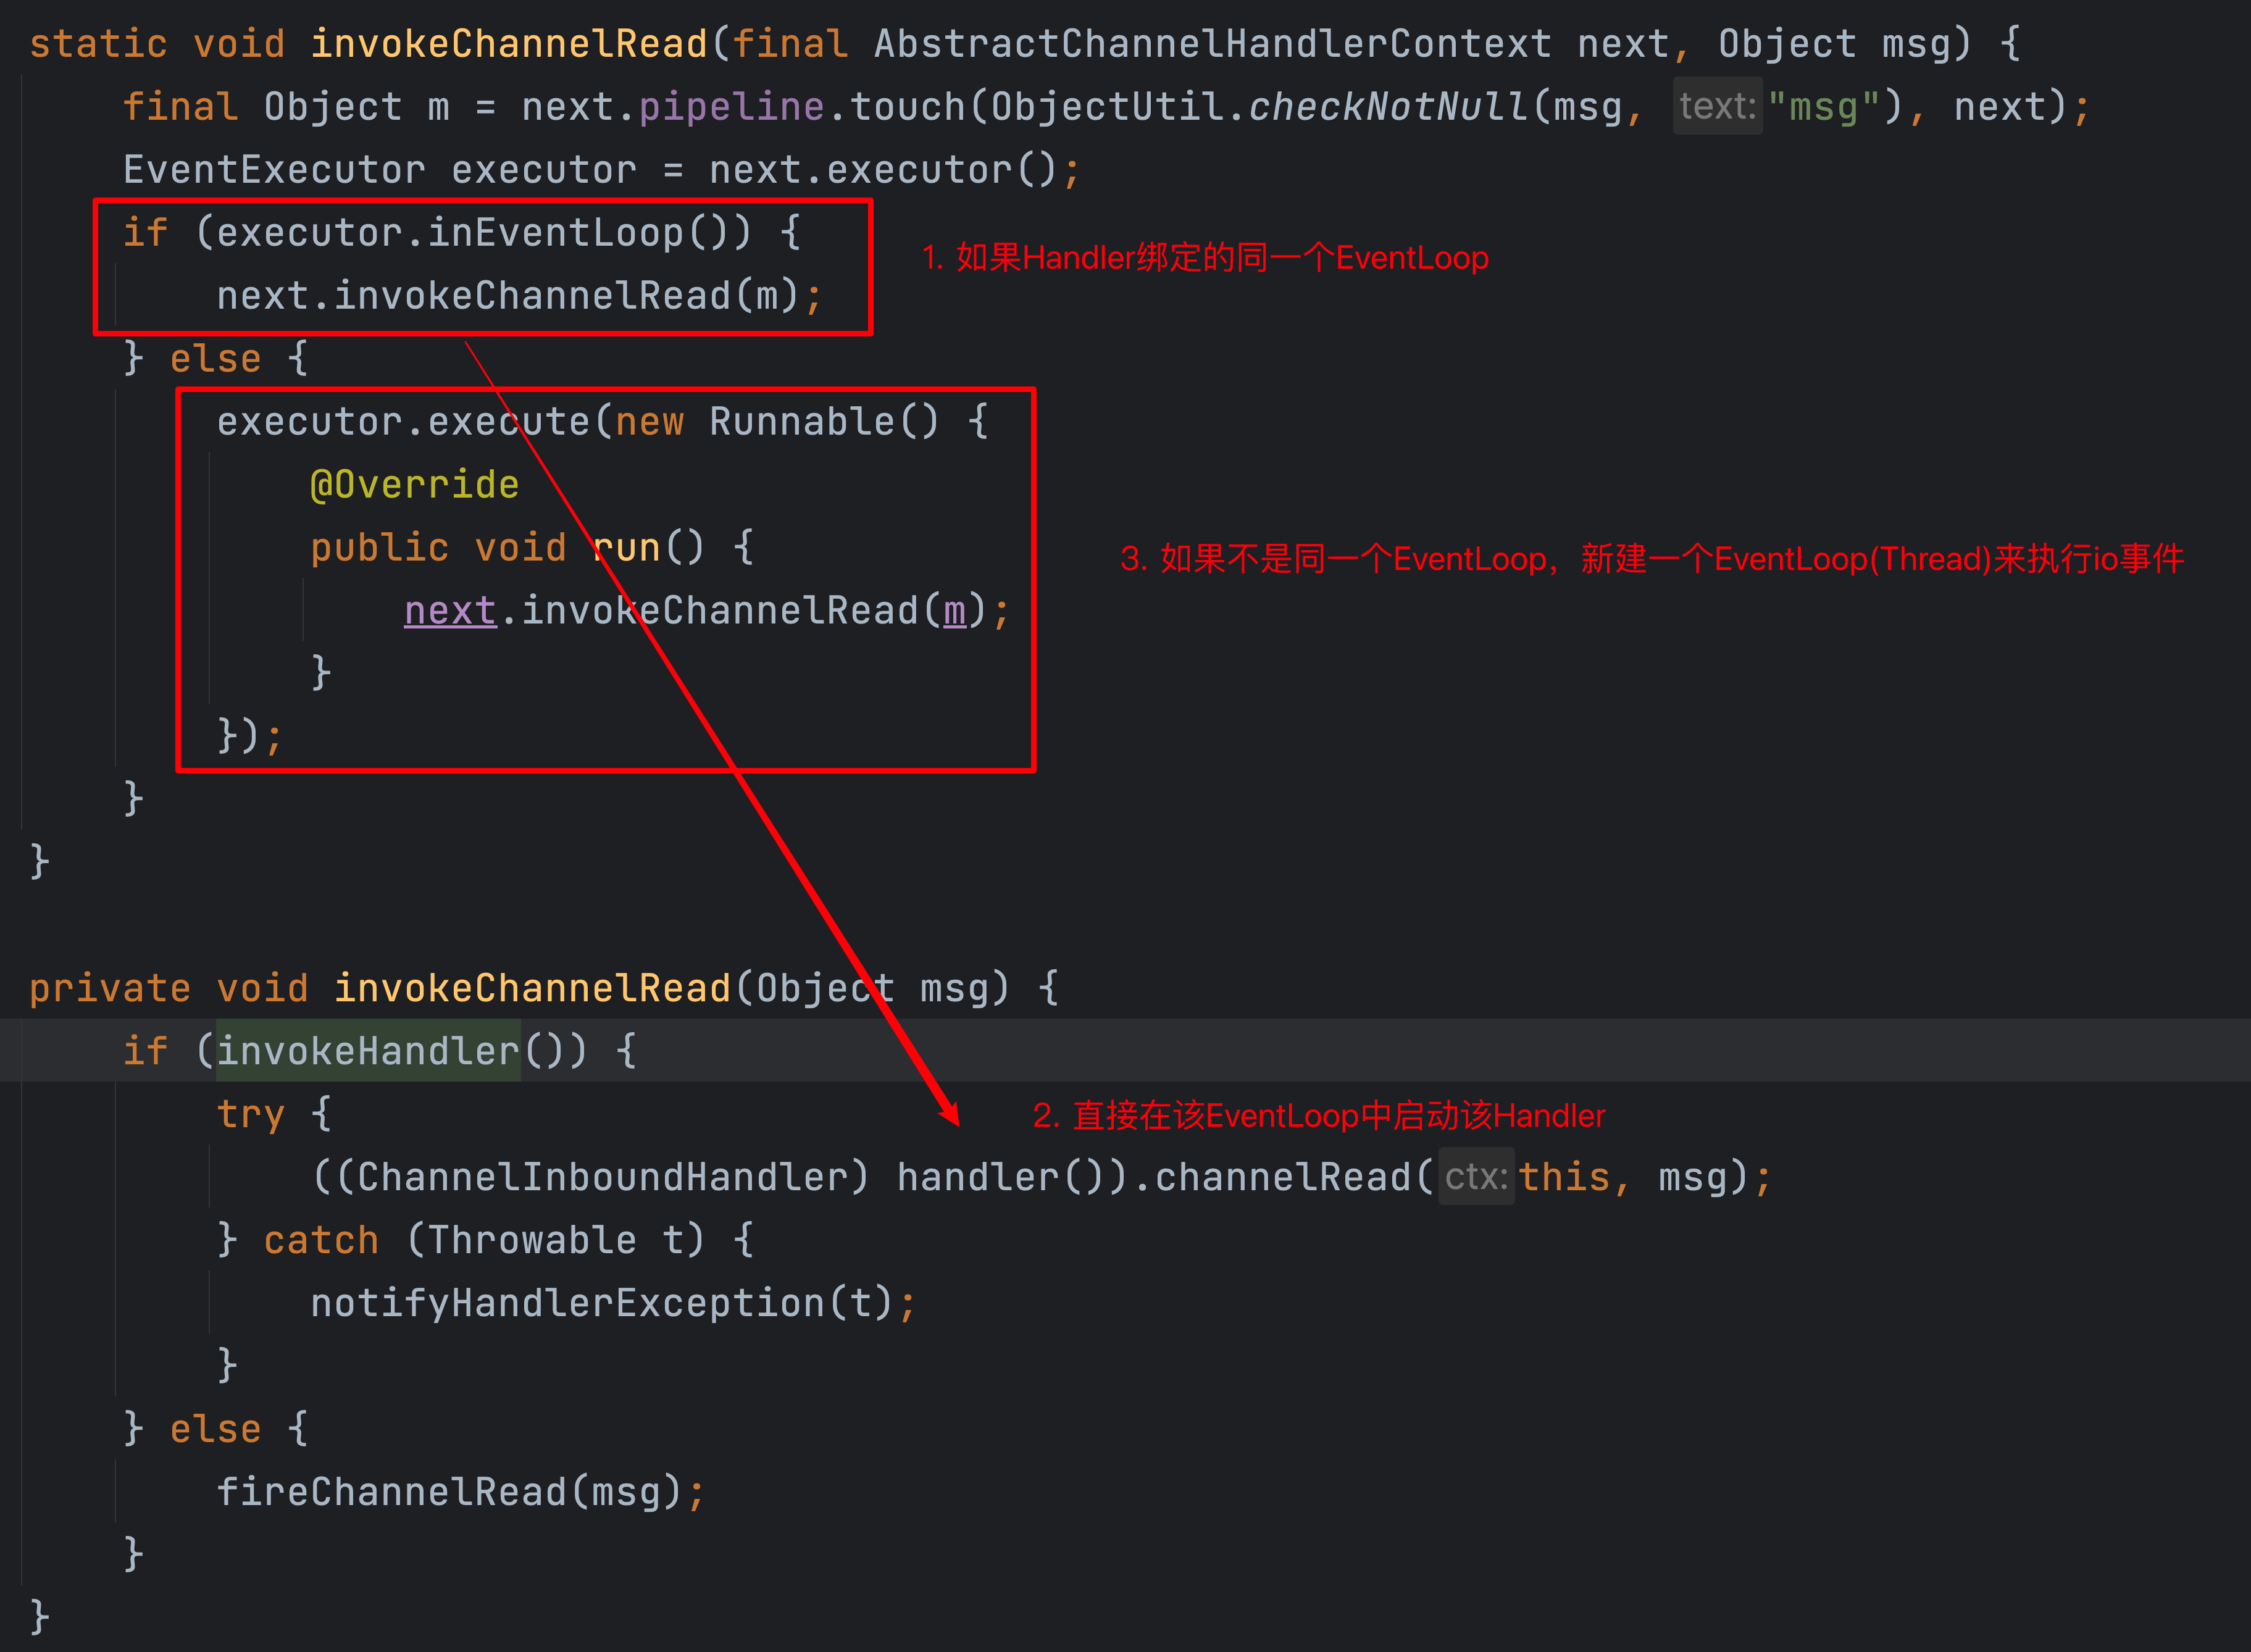 static void invokeChannelRead(final AbstractChannelHandlerContext next, Object msg) {
final Object m = next.pipeline.touch(ObjectUtil.checkNotNull(msg, text: "msg"), next);
EventExecutor executor = next.executor();
if (executor.inEventLoop()) {
1. 如果Handler绑定的同一个EventLoop
next.invokeChannelRead(m);
} else {
executor.execute(new Runnable() {
@Override
public void run() {
3. 如果不是同一个EventLoop，新建一个EventLoop(Thread)来执行io事件
next.invokeChannelRead(m);
}
});
}
}
private void invokeChannelRead(Object msg) {
if (invokeHandler()) {
try {
2. 直接在该EventLoop中启动该Handler
((ChannelInboundHandler) handler()).channelRead( ctx: this, msg);
} catch (Throwable t) {
notifyHandlerException(t);
}
} else {
fireChannelRead(msg);
}
}